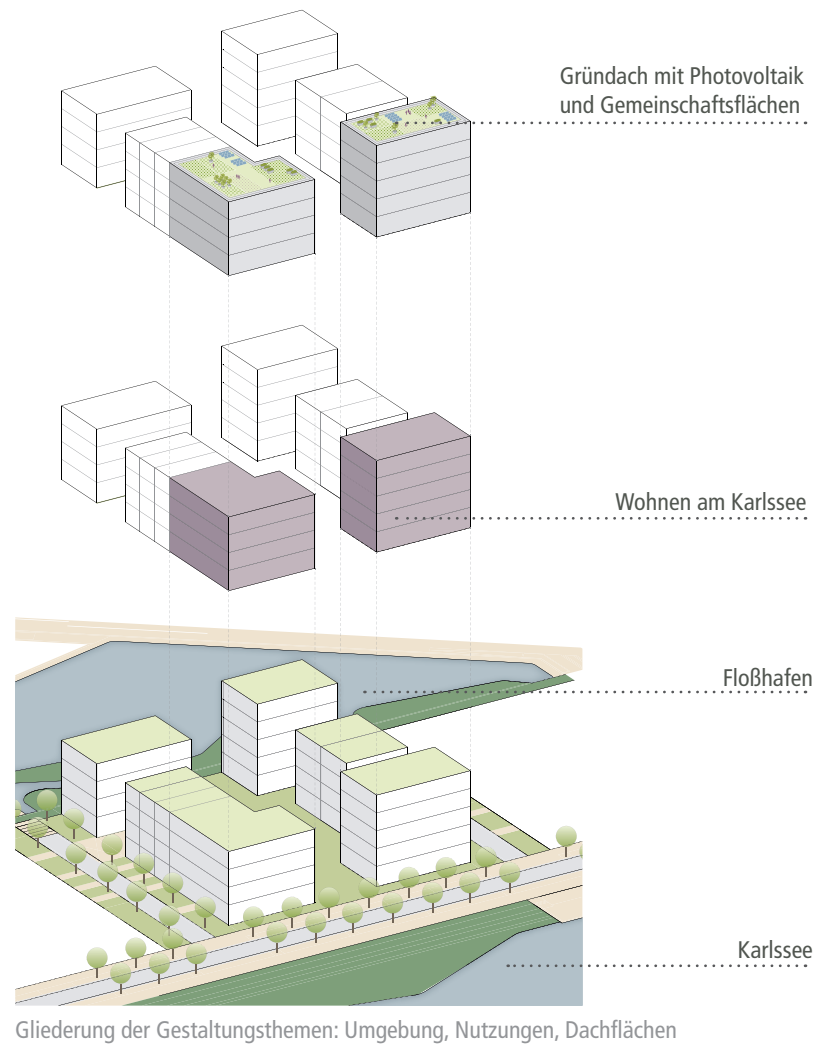 Gründach mit Photovoltaik
und Gemeinschaftsflächen
Wohnen am Karlssee
Floßhafen
Karlssee
Gliederung der Gestaltungsthemen: Umgebung, Nutzungen, Dachflächen